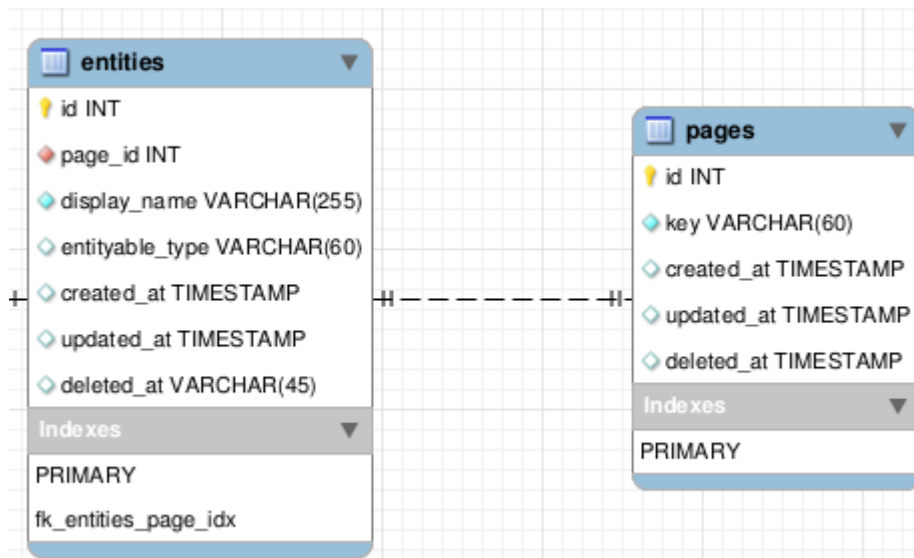 entities
id INT
page_id INT
display_name VARCHAR(255)
entityable_type VARCHAR(60)
created_at TIMESTAMP
updated_at TIMESTAMP
deleted_at VARCHAR(45)
Indexes
PRIMARY
fk_entities_page_idx
pages
id INT
key VARCHAR(60)
created_at TIMESTAMP
updated_at TIMESTAMP
deleted_at TIMESTAMP
Indexes
PRIMARY